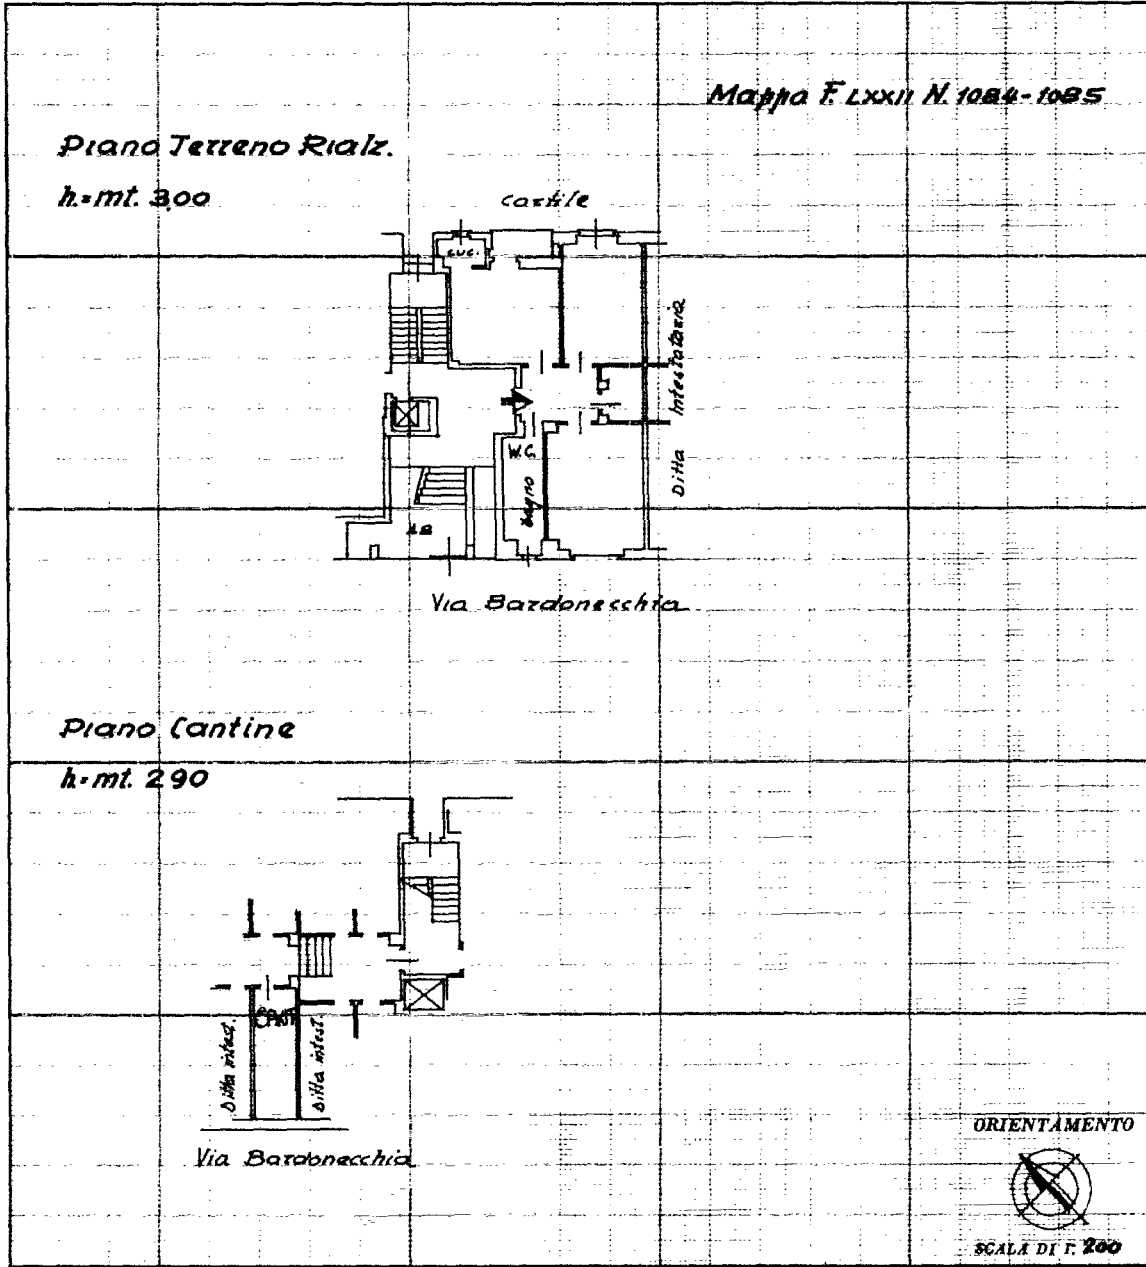 Mappa F. LXXII N. 1084-1085
Piano Terreno Rialz.
h=mt. 3,00
cortile
cuc.
Ditta Intestataria
W.C.
bagno
Via Bardonecchia
Piano Cantine
h=mt. 2.90
CANT
Ditta intest.
Ditta intest.
Via Bardonecchia
ORIENTAMENTO
SCALA DI 1: 200